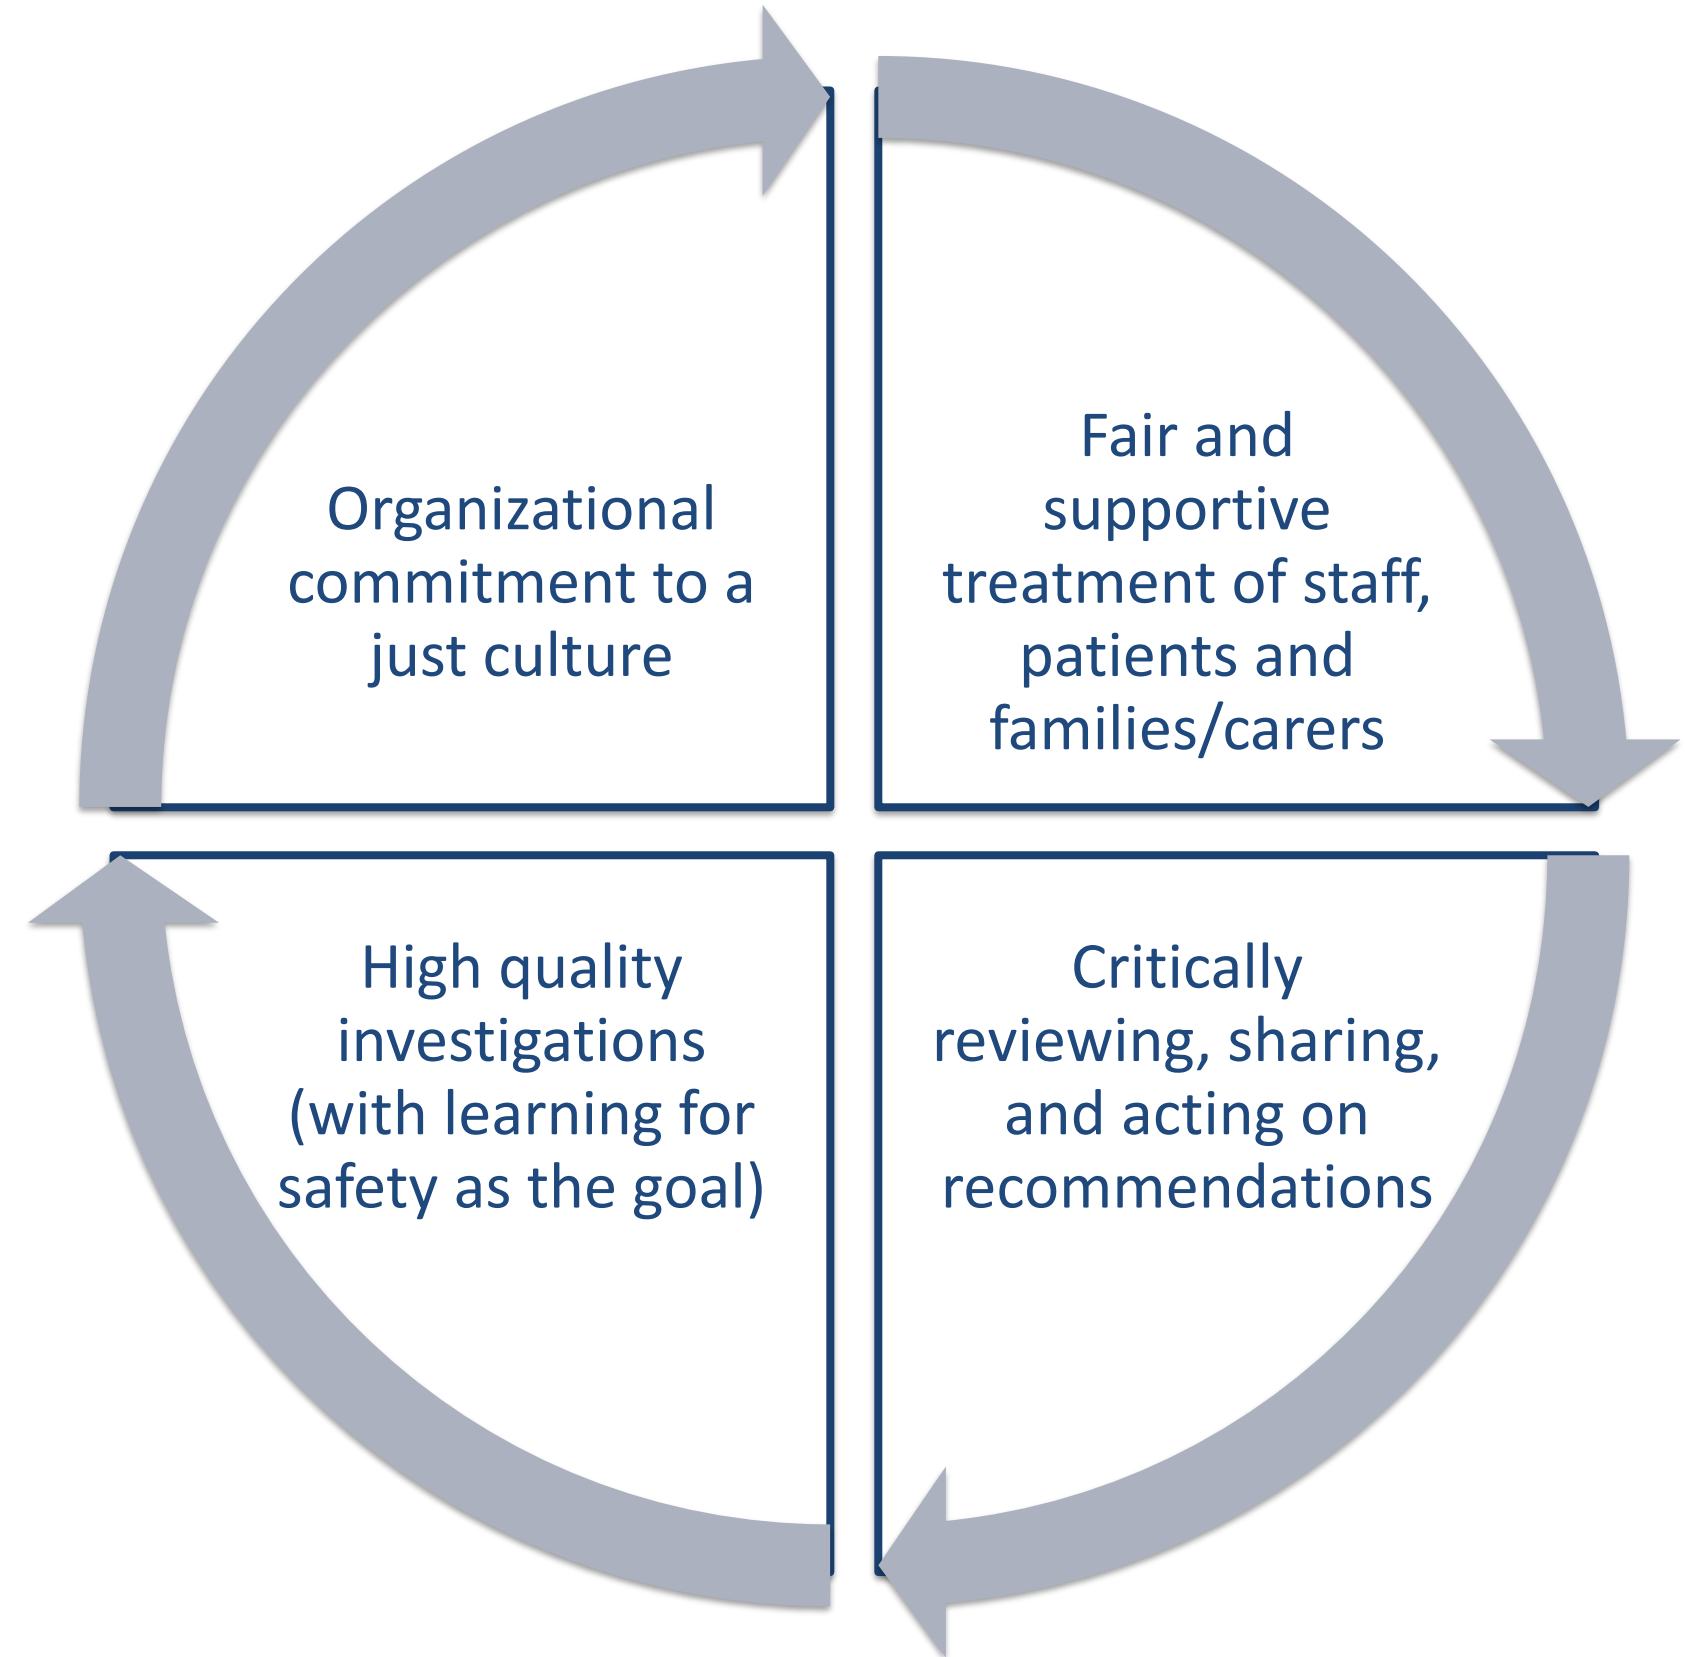 Organizational
commitment to a
just culture
Fair and
supportive
treatment of staff,
patients and
families/carers
High quality
investigations
(with learning for
safety as the goal)
Critically
reviewing, sharing,
and acting on
recommendations